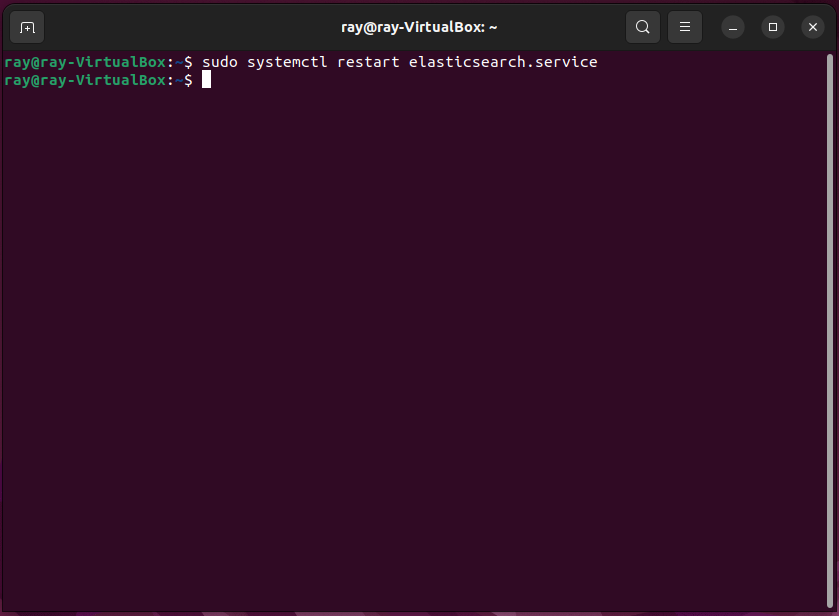 ray@ray-VirtualBox: ~
ray@ray-VirtualBox:~$ sudo systemctl restart elasticsearch.service
ray@ray-VirtualBox:~$